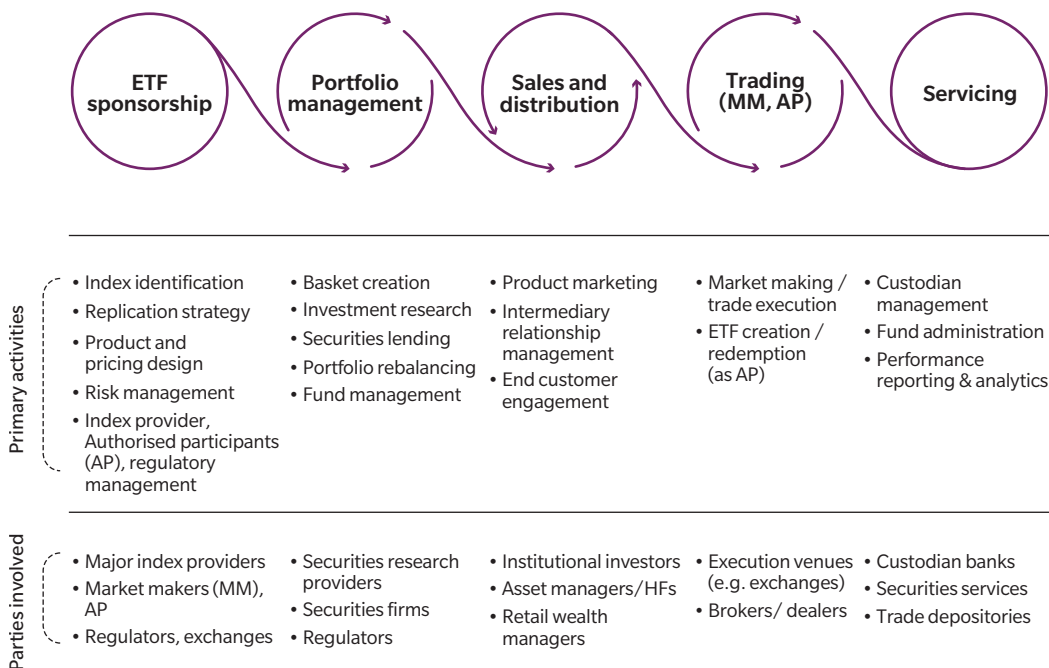 ETF
sponsorship
Portfolio
management
Sales and
distribution
Trading
(MM, AP)
Servicing
Primary activities
• Index identification
• Replication strategy
• Product and
pricing design
• Risk management
• Index provider,
Authorised participants
(AP), regulatory
management
• Basket creation
• Investment research
• Securities lending
• Portfolio rebalancing
• Fund management
• Product marketing
• Intermediary
relationship
management
• End customer
engagement
• Market making /
trade execution
• ETF creation /
redemption
(as AP)
• Custodian
management
• Fund administration
• Performance
reporting & analytics
Parties involved
• Major index providers
• Market makers (MM),
AP
• Regulators, exchanges
• Securities research
providers
• Securities firms
• Regulators
• Institutional investors
• Asset managers/HFs
• Retail wealth
managers
• Execution venues
(e.g. exchanges)
• Brokers/ dealers
• Custodian banks
• Securities services
• Trade depositories